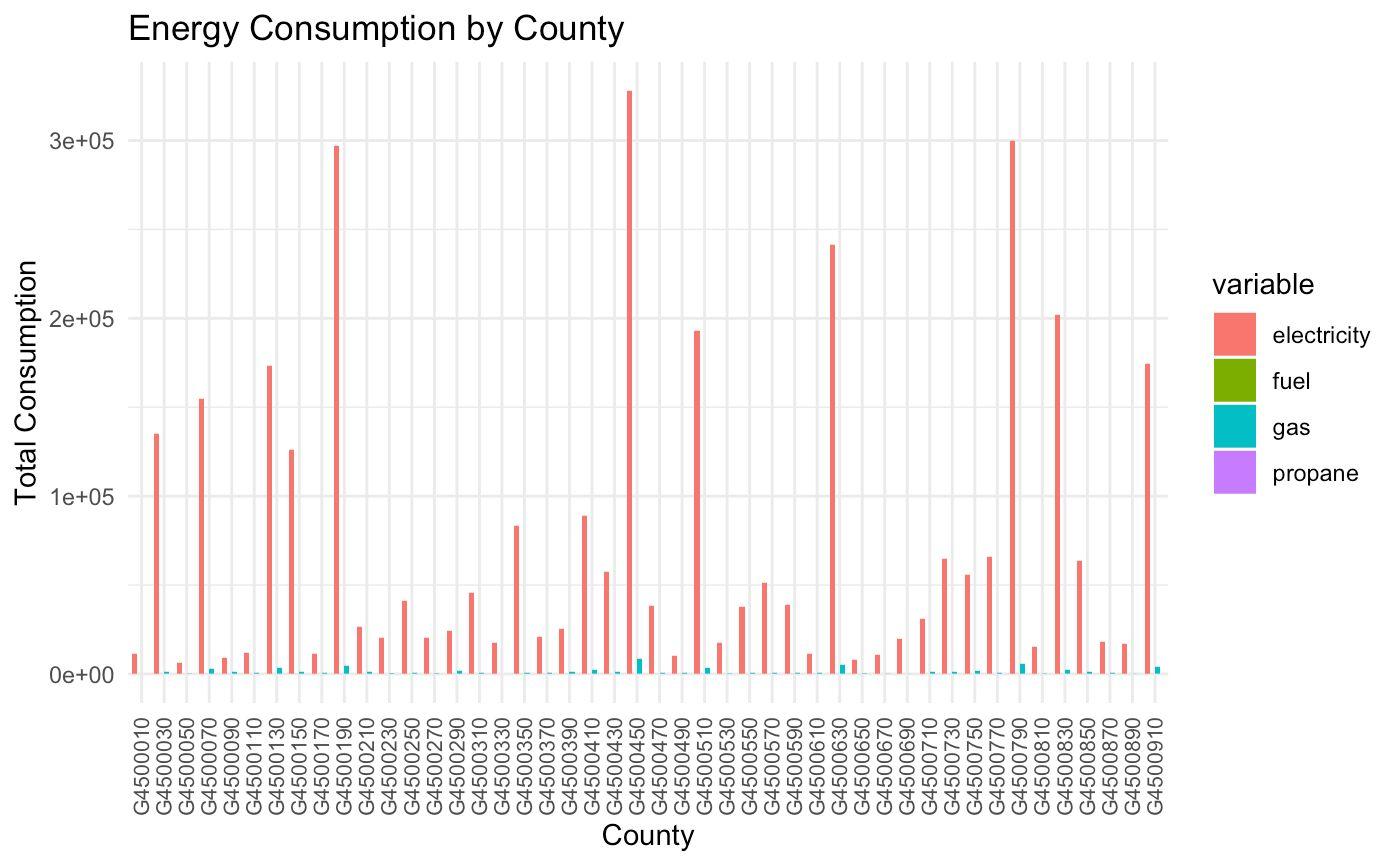 Energy Consumption by County
Total Consumption
3e+05
2e+05
1e+05
0e+00
G4500010
G4500030
G4500050
G4500070
G4500090
G4500110
G4500130
G4500150
G4500170
G4500190
G4500210
G4500230
G4500250
G4500270
G4500290
G4500310
G4500330
G4500350
G4500370
G4500390
G4500410
G4500430
G4500450
G4500470
G4500490
G4500510
G4500530
G4500550
G4500570
G4500590
G4500610
G4500630
G4500650
G4500670
G4500690
G4500710
G4500730
G4500750
G4500770
G4500790
G4500810
G4500830
G4500850
G4500870
G4500890
G4500910
County
variable
electricity
fuel
gas
propane